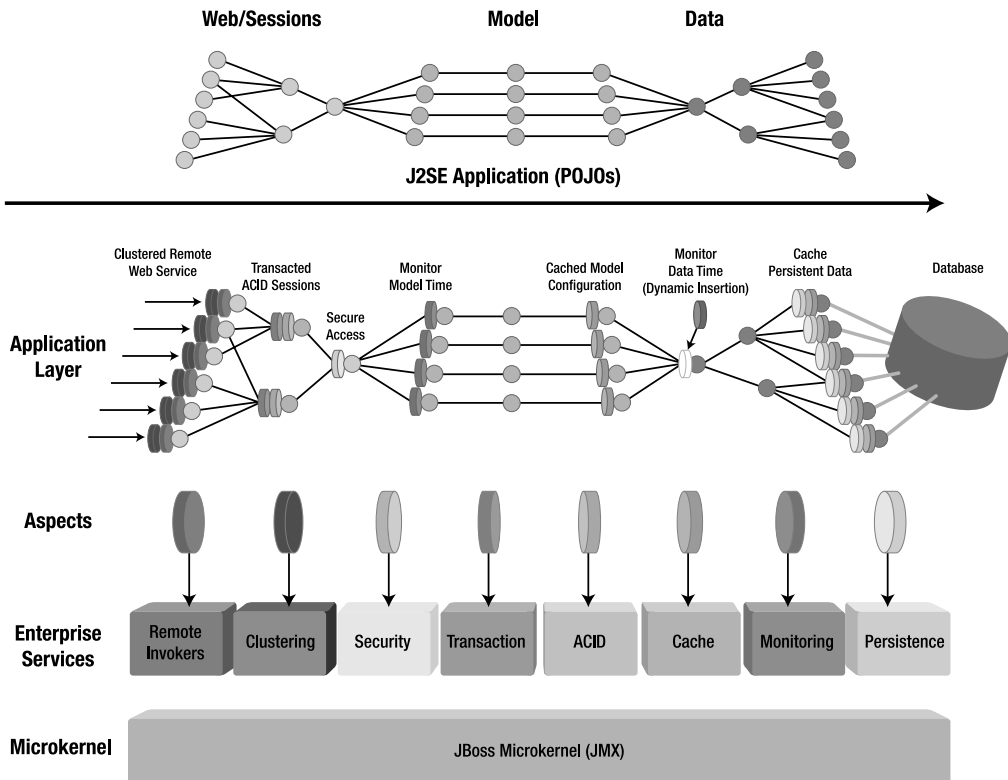 Web/Sessions
Model
Data
J2SE Application (POJOs)
Clustered Remote
Web Service
Transacted
ACID Sessions
Secure
Access
Monitor
Model Time
Cached Model
Configuration
Monitor
Data Time
(Dynamic Insertion)
Cache
Persistent Data
Database
Application
Layer
Aspects
Enterprise
Services
Remote
Invokers
Clustering
Security
Transaction
ACID
Cache
Monitoring
Persistence
Microkernel
JBoss Microkernel (JMX)